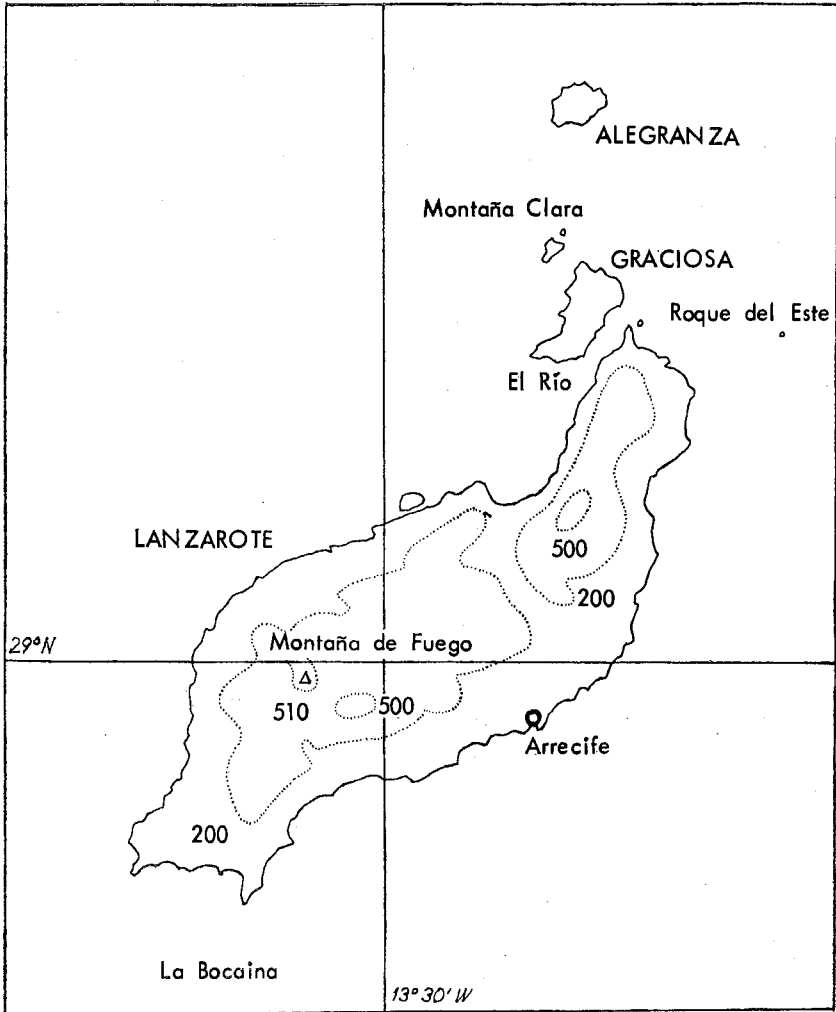 ALEGRANZA
Montaña Clara
GRACIOSA
Roque del Este
El Río
500
LANZAROTE
200
29°N
Montaña de Fuego
510
500
Arrecife
200
La Bocaina
13°30'W